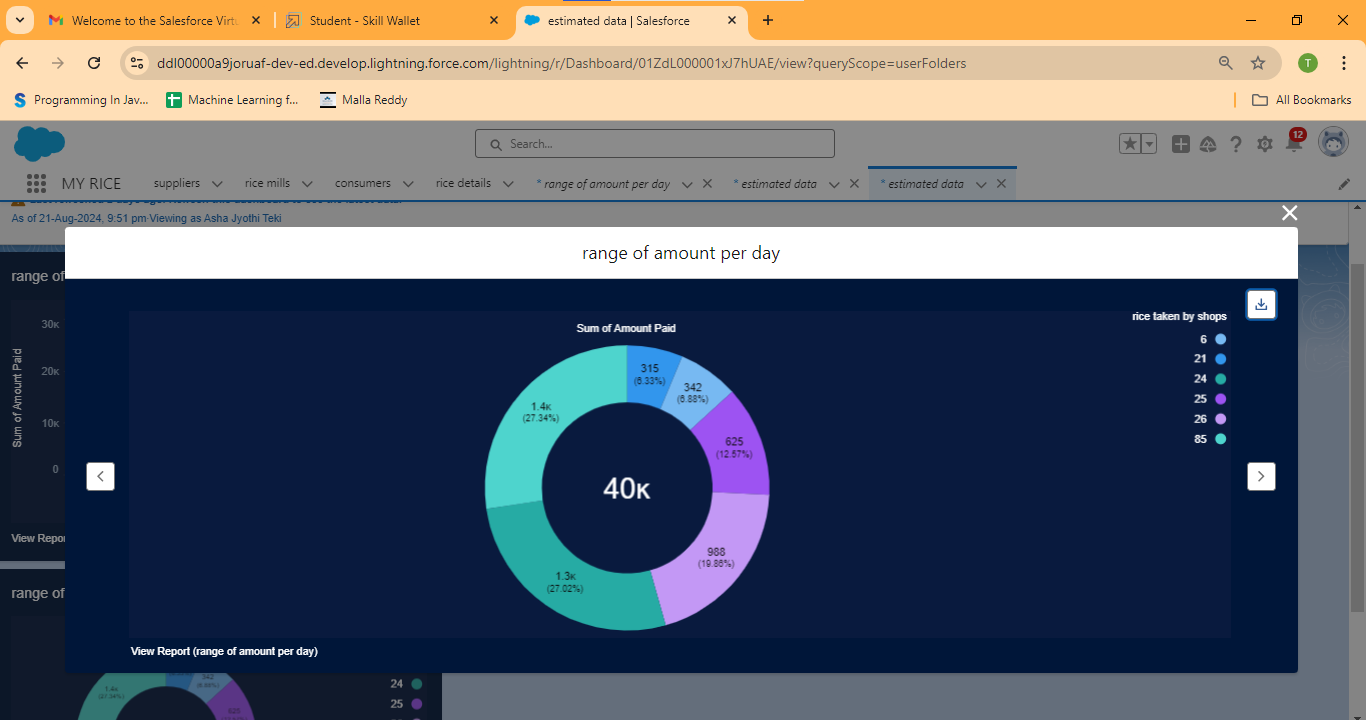 Welcome to the Salesforce Virtu
Student - Skill Wallet
estimated data | Salesforce
ddl00000a9joruaf-dev-ed.develop.lightning.force.com/lightning/r/Dashboard/01ZdL000001xJ7hUAE/view?queryScope=userFolders
T
Programming In Jav...
Machine Learning f...
Malla Reddy
All Bookmarks
Search...
12
MY RICE
suppliers
rice mills
consumers
rice details
* range of amount per day
* estimated data
* estimated data
As of 21-Aug-2024, 9:51 pm·Viewing as Asha Jyothi Teki
range of amount per day
range of
30K
20K
10K
0
Sum of Amount Paid
View Repo
range of
Sum of Amount Paid
rice taken by shops
6
21
24
25
26
85
315
(6.33%)
342
(6.88%)
625
(12.57%)
988
(19.86%)
1.3K
(27.02%)
1.4K
(27.34%)
40K
View Report (range of amount per day)
1.4K
342
24
25